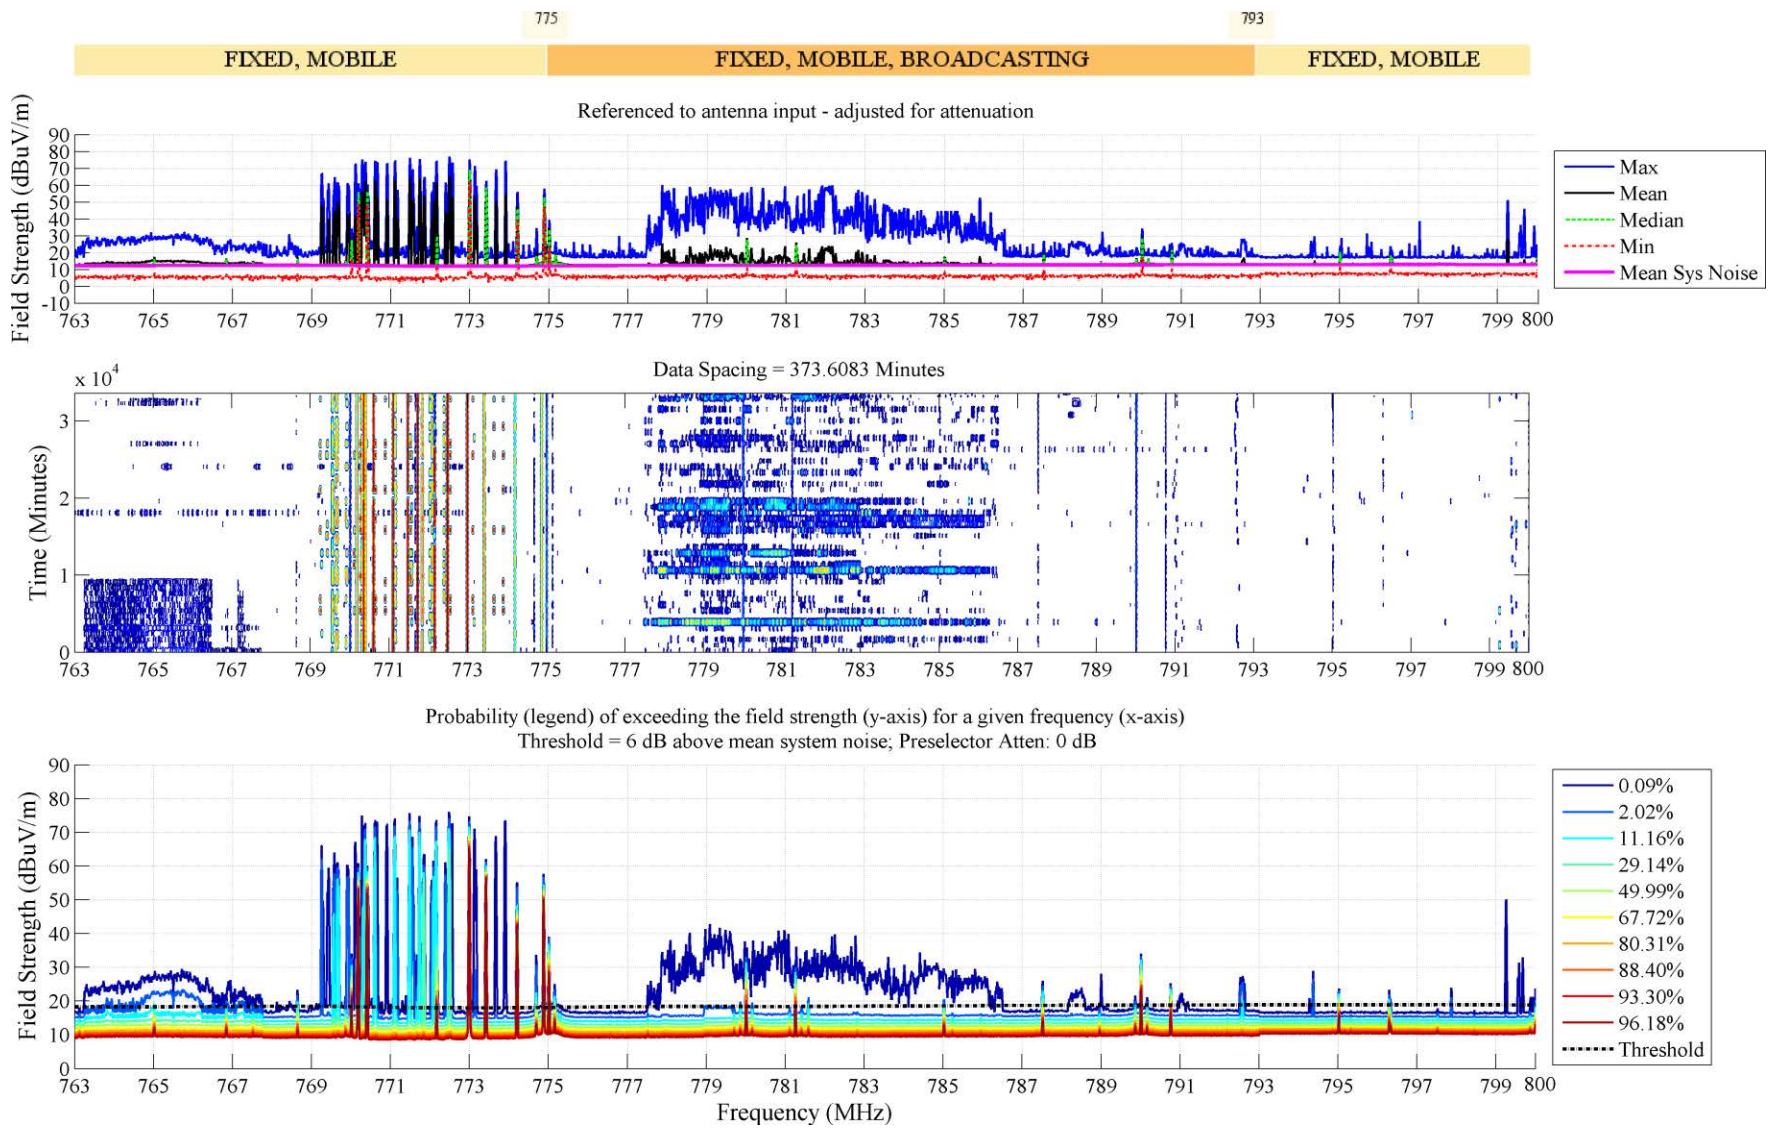 775 793
FIXED, MOBILE FIXED, MOBILE, BROADCASTING FIXED, MOBILE
Referenced to antenna input - adjusted for attenuation
Field Strength (dBuV/m)
90
80
70
60
50
40
30
20
10
0
-10
763 765 767 769 771 773 775 777 779 781 783 785 787 789 791 793 795 797 799 800
Max
Mean
Median
Min
Mean Sys Noise
Data Spacing = 373.6083 Minutes
x 10^4
Time (Minutes)
3
2
1
0
763 765 767 769 771 773 775 777 779 781 783 785 787 789 791 793 795 797 799 800
Probability (legend) of exceeding the field strength (y-axis) for a given frequency (x-axis)
Threshold = 6 dB above mean system noise; Preselector Atten: 0 dB
Field Strength (dBuV/m)
90
80
70
60
50
40
30
20
10
0
763 765 767 769 771 773 775 777 779 781 783 785 787 789 791 793 795 797 799 800
Frequency (MHz)
0.09%
2.02%
11.16%
29.14%
49.99%
67.72%
80.31%
88.40%
93.30%
96.18%
Threshold